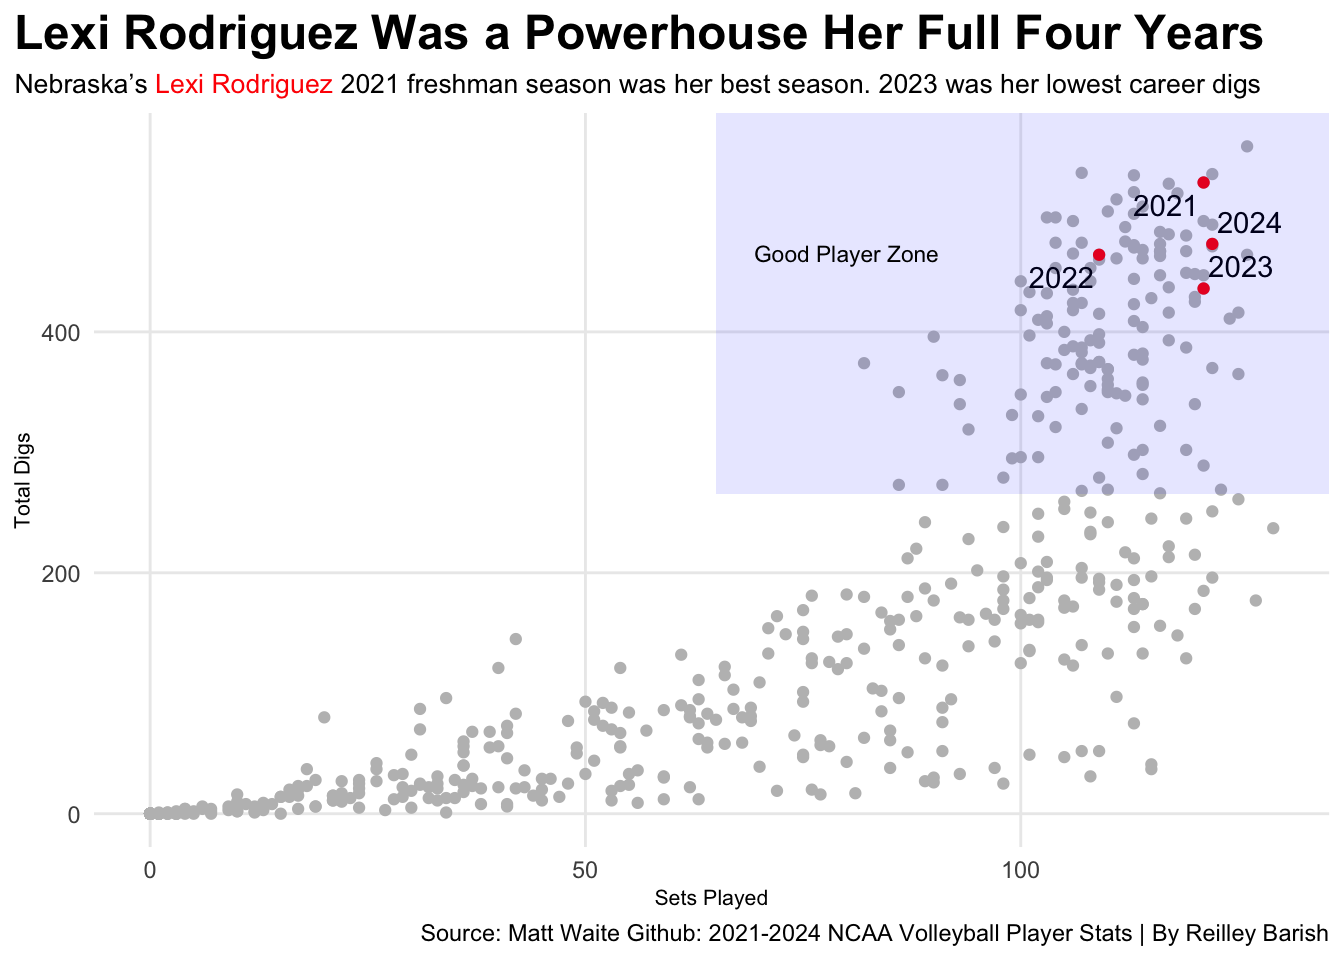 Lexi Rodriguez Was a Powerhouse Her Full Four Years
Nebraska’s Lexi Rodriguez 2021 freshman season was her best season. 2023 was her lowest career digs
2021
2024
Good Player Zone
2023
2022
400
Total Digs
200
0
0
50
100
Sets Played
Source: Matt Waite Github: 2021-2024 NCAA Volleyball Player Stats | By Reilley Barish